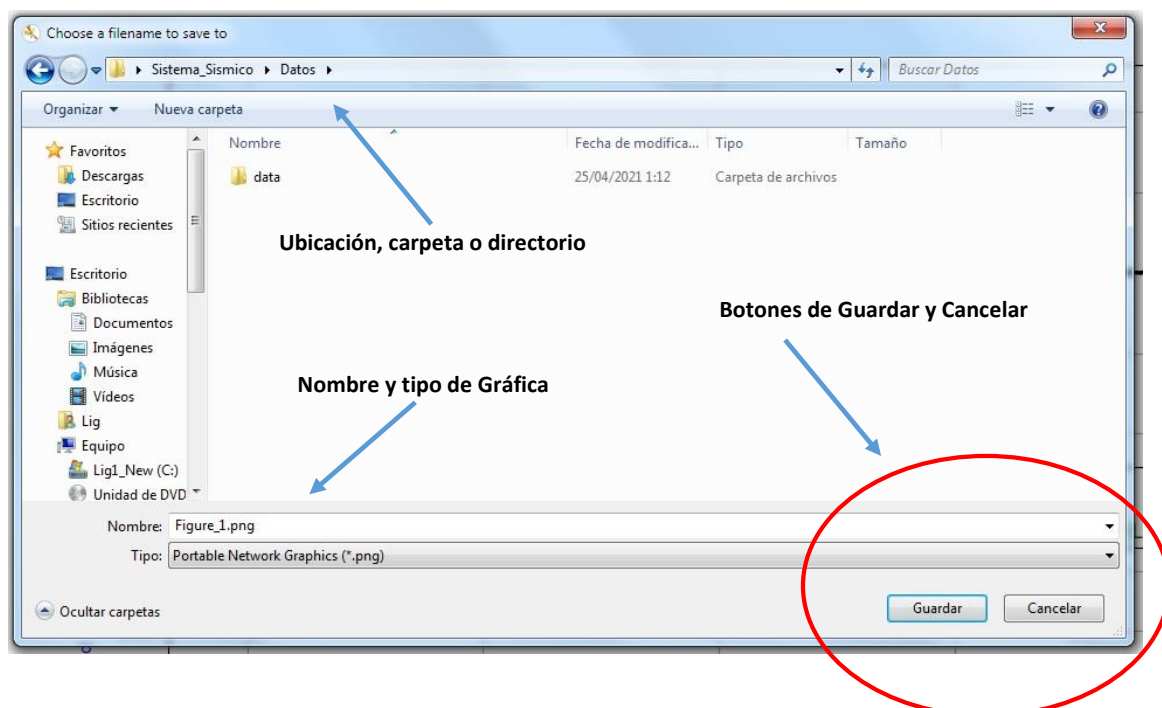 Choose a filename to save to
Sistema_Sismico Datos
Buscar Datos
Organizar
Nueva carpeta
Nombre
Fecha de modifica...
Tipo
Tamaño
Favoritos
Descargas
Escritorio
Sitios recientes
data
25/04/2021 1:12
Carpeta de archivos
Ubicación, carpeta o directorio
Escritorio
Bibliotecas
Documentos
Imágenes
Música
Vídeos
Lig
Equipo
Lig1_New (C:)
Unidad de DVD
Botones de Guardar y Cancelar
Nombre y tipo de Gráfica
Nombre: Figure_1.png
Tipo: Portable Network Graphics (*.png)
Ocultar carpetas
Guardar
Cancelar